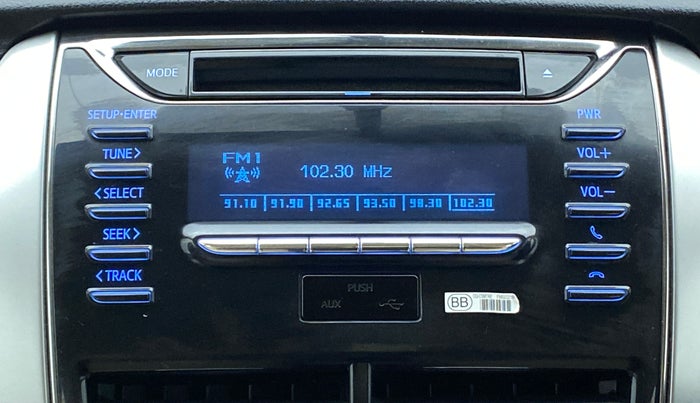 MODE
SETUP•ENTER
PWR
TUNE>
VOL+
<SELECT
VOL-
SEEK>
<TRACK
FM1
102.30 MHz
91.10 91.90 92.65 93.50 98.30 102.30
PUSH
AUX
BB